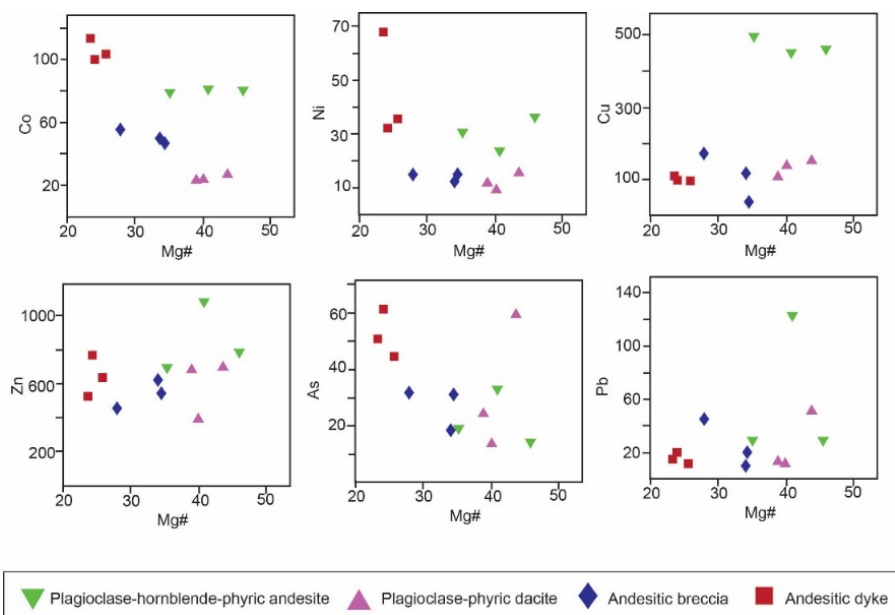 100
60
20
Co
20 30 40 50
Mg#
70
50
30
10
Ni
20 30 40 50
Mg#
500
300
100
Cu
20 30 40 50
Mg#
1000
600
200
Zn
20 30 40 50
Mg#
60
40
20
As
20 30 40 50
Mg#
140
100
60
20
Pb
20 30 40 50
Mg#
Plagioclase-hornblende-phyric andesite Plagioclase-phyric dacite Andesitic breccia Andesitic dyke